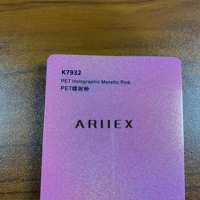 K7932
PET Holographic Metallic Pink.
PET镭射粉
ARIIEX